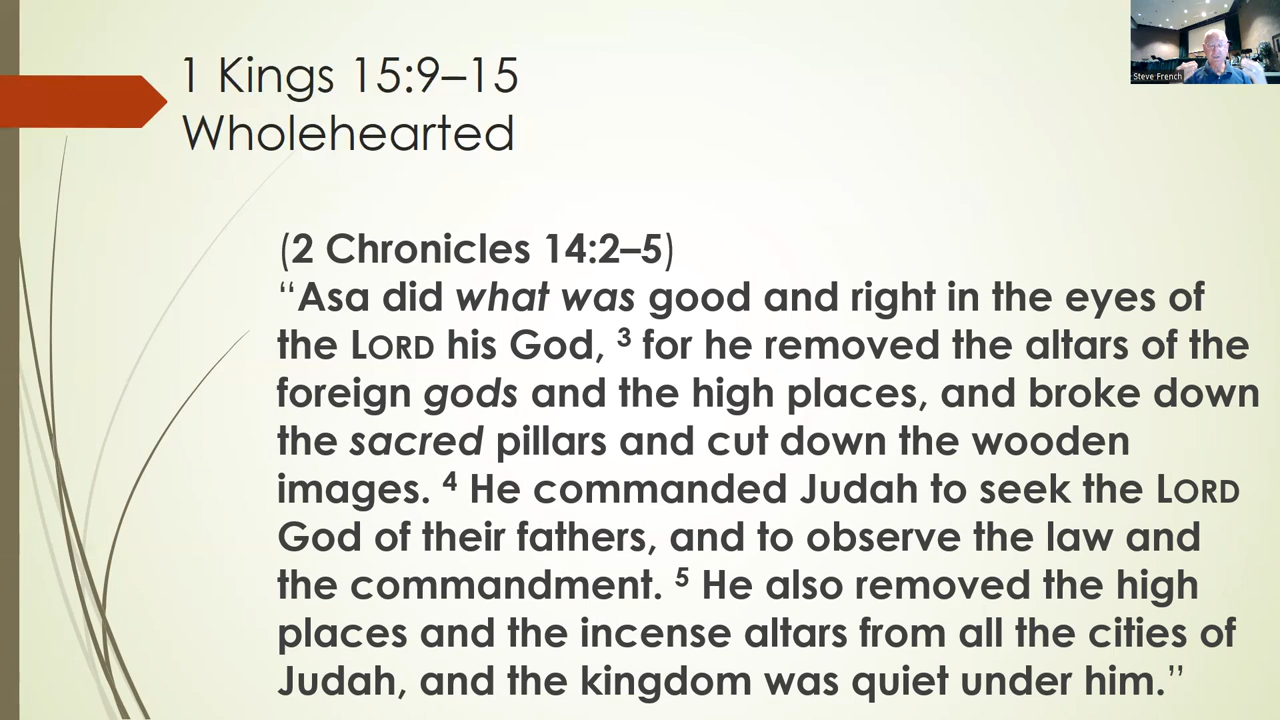 1 Kings 15:9–15
Wholehearted
Steve French
(2 Chronicles 14:2–5)
“Asa did what was good and right in the eyes of
the LORD his God, ³ for he removed the altars of the
foreign gods and the high places, and broke down
the sacred pillars and cut down the wooden
images. ⁴ He commanded Judah to seek the LORD
God of their fathers, and to observe the law and
the commandment. ⁵ He also removed the high
places and the incense altars from all the cities of
Judah, and the kingdom was quiet under him.”